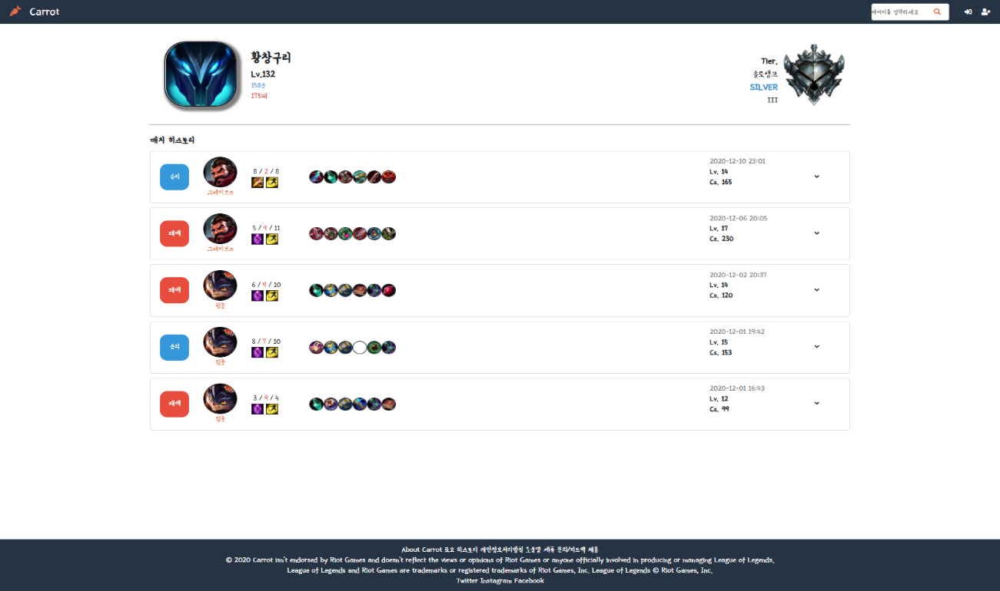 Carrot
아이디를 입력하세요
황창구리
Lv.132
158승
175패
Tier.
솔로랭크
SILVER
III
매치 히스토리
승리
그레이브즈
8 / 2 / 8
2020-12-10 23:01
Lv. 14
Cs. 165
패배
그레이브즈
5 / 9 / 11
2020-12-06 20:05
Lv. 17
Cs. 230
패배
럼블
6 / 9 / 10
2020-12-02 20:37
Lv. 14
Cs. 120
승리
럼블
8 / 7 / 10
2020-12-01 19:42
Lv. 15
Cs. 153
패배
럼블
3 / 9 / 4
2020-12-01 16:43
Lv. 12
Cs. 99
About Carrot 로고 히스토리 개인정보처리방침 도움말 제휴 문의/피드백 채용
© 2020 Carrot isn't endorsed by Riot Games and doesn't reflect the views or opinions of Riot Games or anyone officially involved in producing or managing League of Legends.
League of Legends and Riot Games are trademarks or registered trademarks of Riot Games, Inc. League of Legends © Riot Games, Inc.
Twitter Instagram Facebook